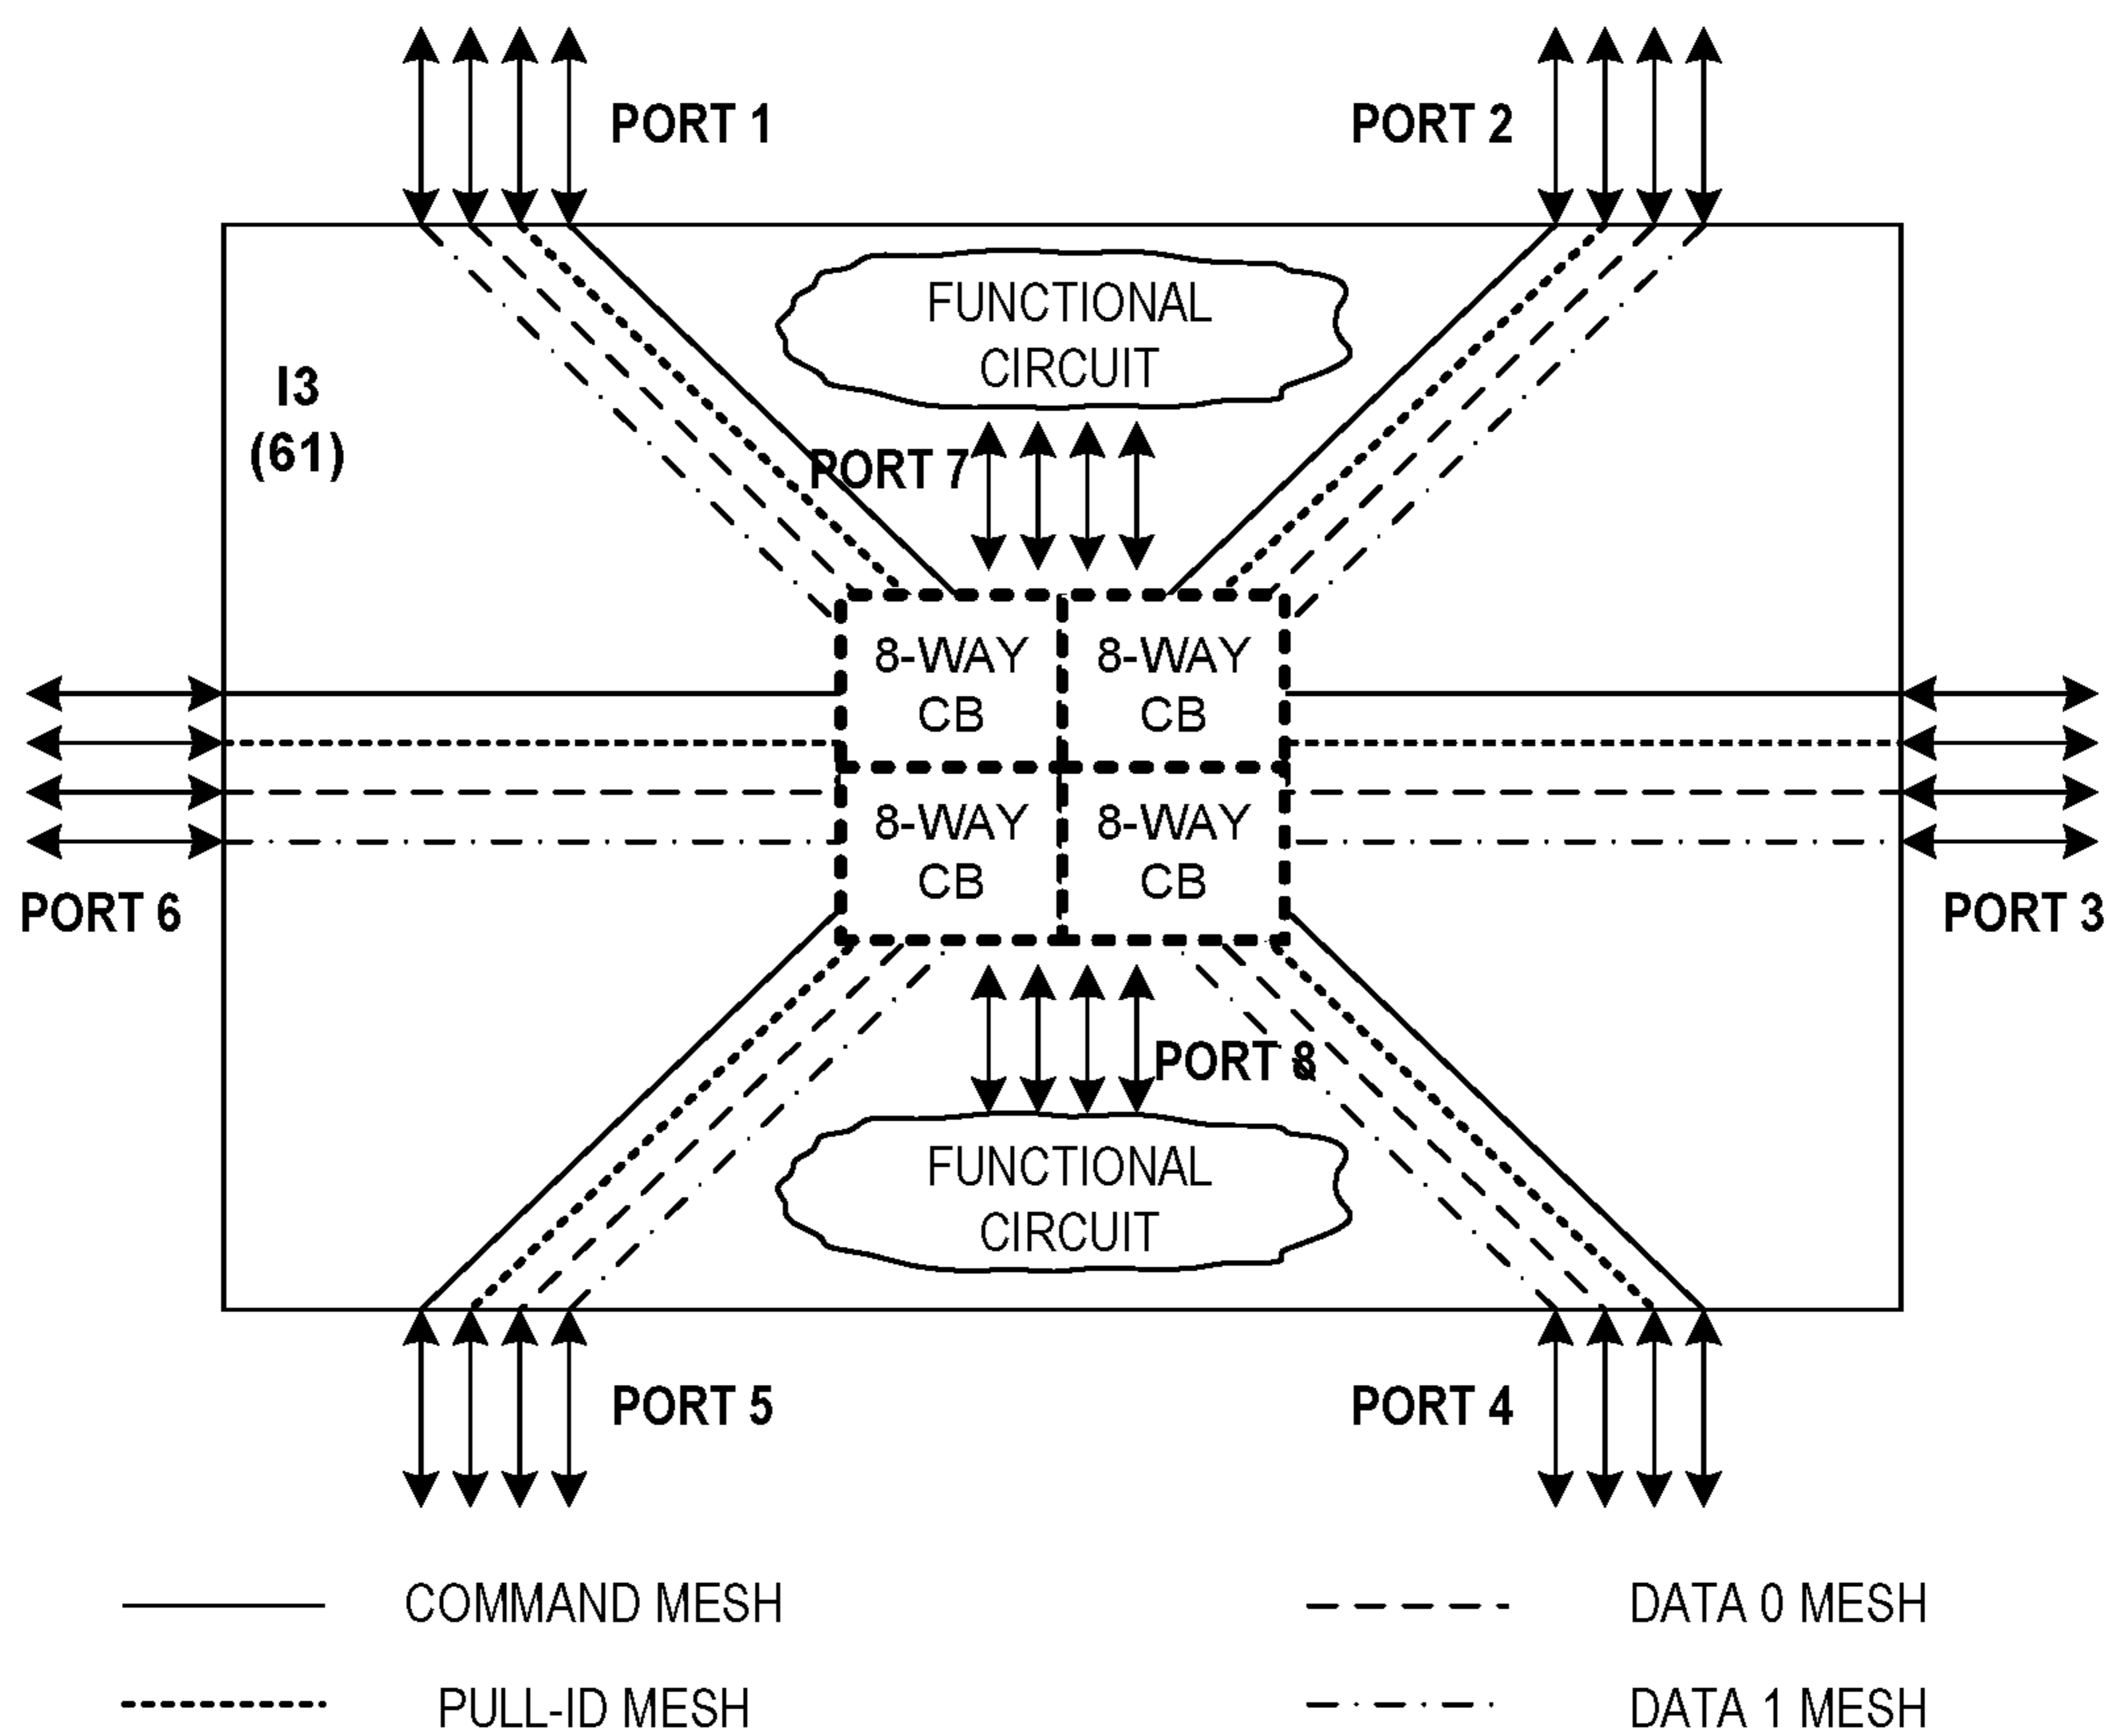 PORT 1
PORT 2
FUNCTIONAL
CIRCUIT
I3
(61)
PORT 7
8-WAY
CB
8-WAY
CB
8-WAY
CB
8-WAY
CB
PORT 6
PORT 3
PORT 8
FUNCTIONAL
CIRCUIT
PORT 5
PORT 4
COMMAND MESH
DATA 0 MESH
PULL-ID MESH
DATA 1 MESH